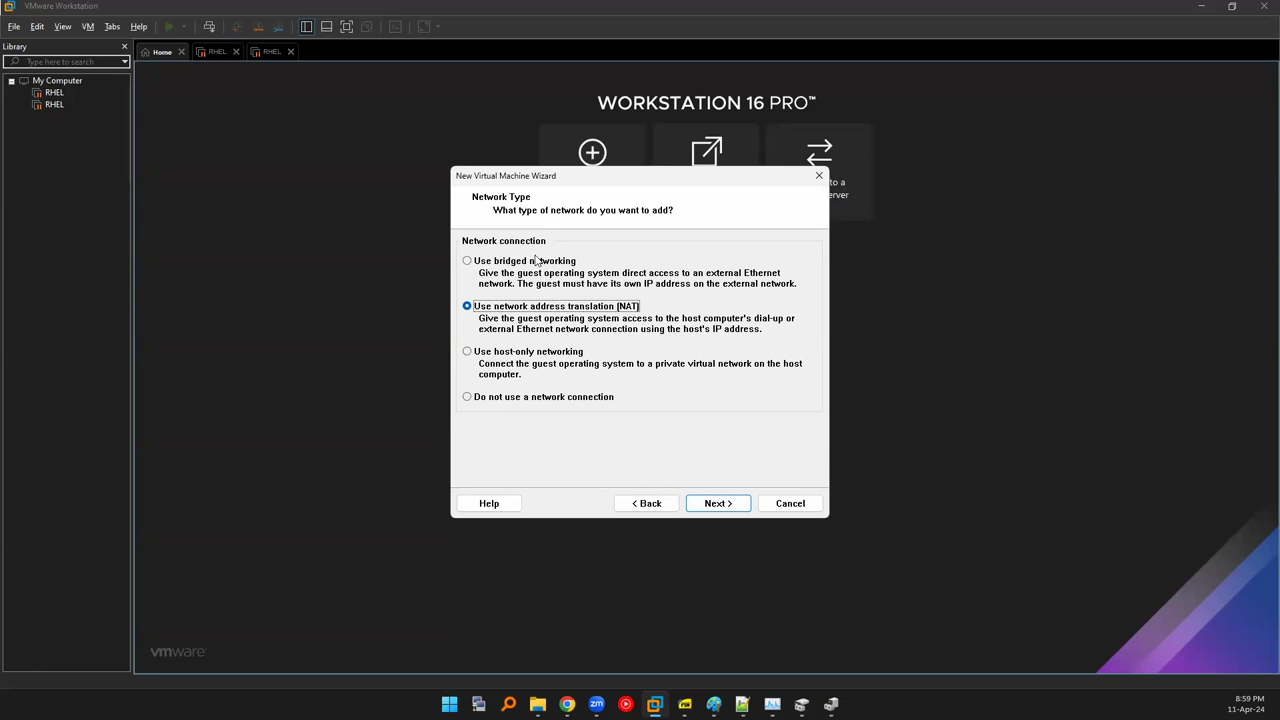 VMware Workstation
File Edit View VM Tabs Help
Library
Type here to search
My Computer
RHEL
RHEL
Home RHEL RHEL
WORKSTATION 16 PRO™
to a
erver
New Virtual Machine Wizard
Network Type
What type of network do you want to add?
Network connection
Use bridged networking
Give the guest operating system direct access to an external Ethernet
network. The guest must have its own IP address on the external network.
Use network address translation (NAT)
Give the guest operating system access to the host computer's dial-up or
external Ethernet network connection using the host's IP address.
Use host-only networking
Connect the guest operating system to a private virtual network on the host
computer.
Do not use a network connection
Help < Back Next > Cancel
vmware
zm
8:59 PM
11-Apr-24